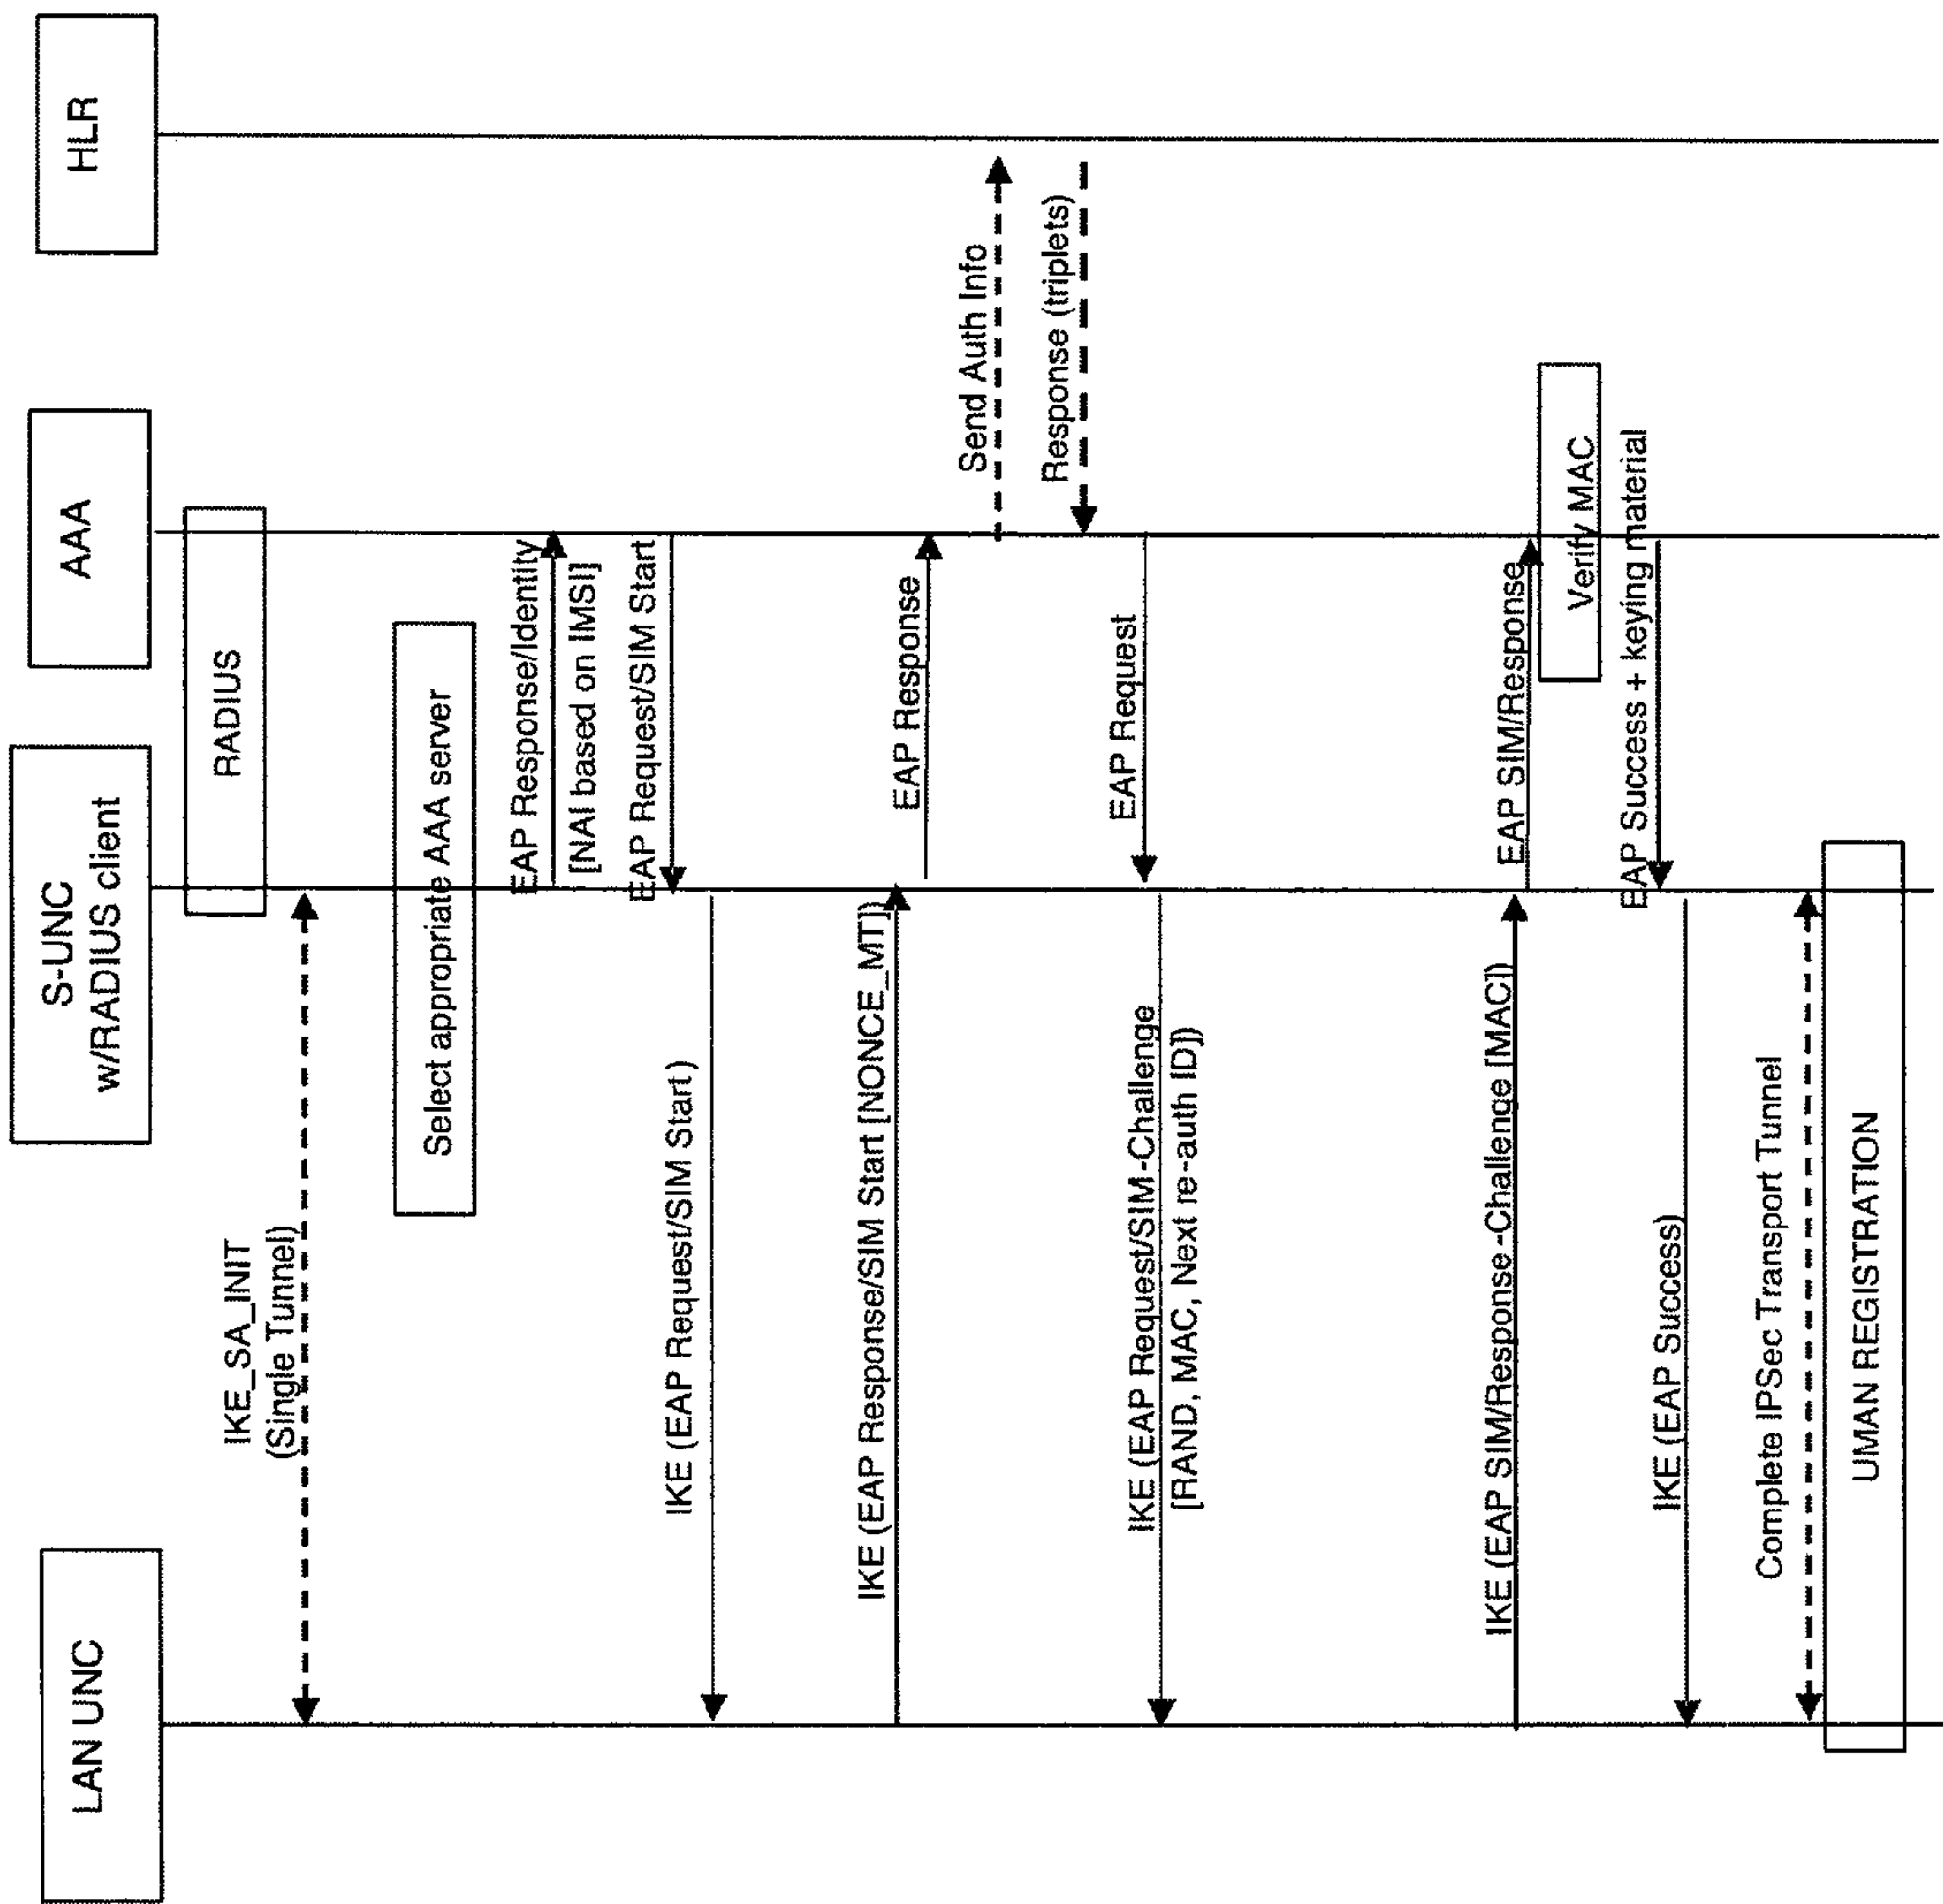 LAN UNC
S-UNC
w/RADIUS client
AAA
HLR
RADIUS
IKE_SA_INIT
(Single Tunnel)
Select appropriate AAA server
EAP Response/Identity
[NAI based on IMSI]
EAP Request/SIM Start
IKE (EAP Request/SIM Start)
IKE (EAP Response/SIM Start [NONCE_MT])
EAP Response
Send Auth Info
Response (triplets)
EAP Request
IKE (EAP Request/SIM-Challenge
[RAND, MAC, Next re-auth ID])
IKE (EAP SIM/Response -Challenge [MAC])
EAP SIM/Response
Verify MAC
EAP Success + keying material
IKE (EAP Success)
Complete IPSec Transport Tunnel
UMAN REGISTRATION